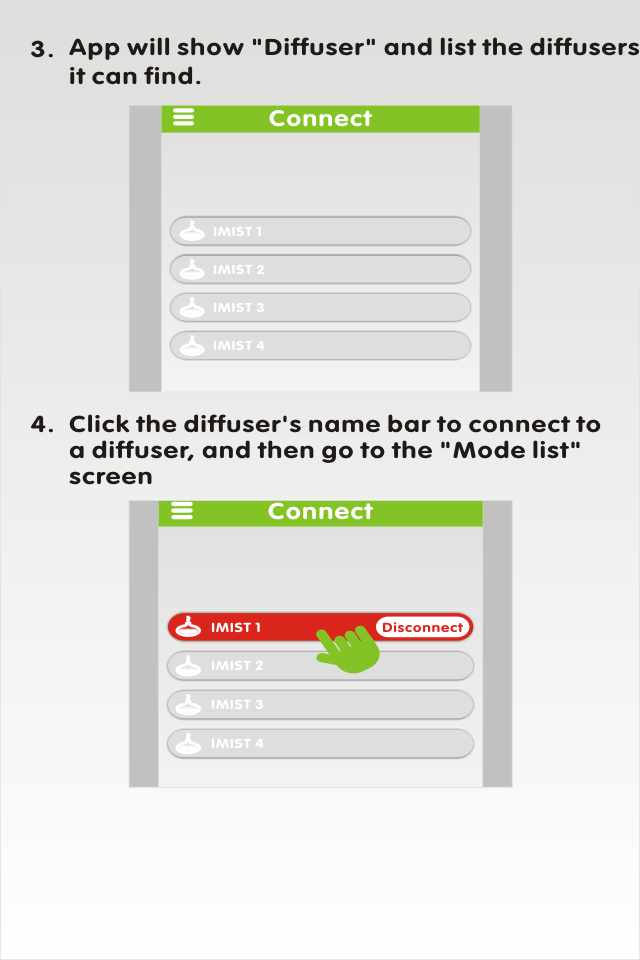 3. App will show "Diffuser" and list the diffusers
it can find.
Connect
IMIST 1
IMIST 2
IMIST 3
IMIST 4
4. Click the diffuser's name bar to connect to
a diffuser, and then go to the "Mode list"
screen
Connect
IMIST 1 Disconnect
IMIST 2
IMIST 3
IMIST 4